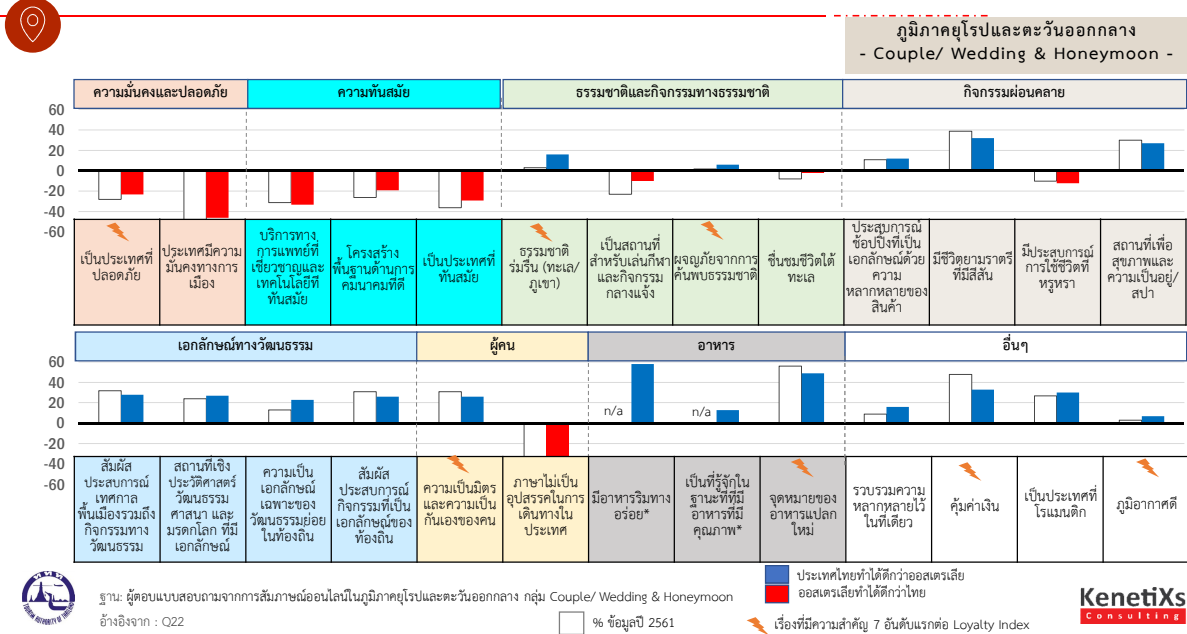 ภูมิภาคยุโรปและตะวันออกกลาง
- Couple/ Wedding & Honeymoon -
ความมั่นคงและปลอดภัย
ความทันสมัย
ธรรมชาติและกิจกรรมทางธรรมชาติ
กิจกรรมผ่อนคลาย
60
40
20
0
-20
-40
-60
เป็นประเทศที่
ปลอดภัย
ประเทศมีความ
มั่นคงทางการ
เมือง
บริการทาง
การแพทย์ที่
เชี่ยวชาญและ
เทคโนโลยีที่
ทันสมัย
โครงสร้าง
พื้นฐานด้านการ
คมนาคมที่ดี
เป็นประเทศที่
ทันสมัย
ธรรมชาติ
ร่มรื่น (ทะเล/
ภูเขา)
เป็นสถานที่
สำหรับเล่นกีฬา
และกิจกรรม
กลางแจ้ง
ผจญภัยจากการ
ค้นพบธรรมชาติ
ชื่นชมชีวิตใต้
ทะเล
ประสบการณ์
ช้อปปิ้งที่เป็น
เอกลักษณ์ด้วย
ความ
หลากหลายของ
สินค้า
มีชีวิตยามราตรี
ที่มีสีสัน
มีประสบการณ์
การใช้ชีวิตที่
หรูหรา
สถานที่เพื่อ
สุขภาพและ
ความเป็นอยู่/
สปา
เอกลักษณ์ทางวัฒนธรรม
ผู้คน
อาหาร
อื่นๆ
60
40
20
0
-20
-40
-60
n/a
n/a
สัมผัส
ประสบการณ์
เทศกาล
พื้นเมืองรวมถึง
กิจกรรมทาง
วัฒนธรรม
สถานที่เชิง
ประวัติศาสตร์
วัฒนธรรม
ศาสนา และ
มรดกโลก ที่มี
เอกลักษณ์
ความเป็น
เอกลักษณ์
เฉพาะของ
วัฒนธรรมย่อย
ในท้องถิ่น
สัมผัส
ประสบการณ์
กิจกรรมที่เป็น
เอกลักษณ์ของ
ท้องถิ่น
ความเป็นมิตร
และความเป็น
กันเองของคน
ภาษาไม่เป็น
อุปสรรคในการ
เดินทางใน
ประเทศ
มีอาหารริมทาง
อร่อย*
เป็นที่รู้จักใน
ฐานะที่ที่มี
อาหารที่มี
คุณภาพ*
จุดหมายของ
อาหารแปลก
ใหม่
รวบรวมความ
หลากหลายไว้
ในที่เดียว
คุ้มค่าเงิน
เป็นประเทศที่
โรแมนติก
ภูมิอากาศดี
ฐาน: ผู้ตอบแบบสอบถามจากการสัมภาษณ์ออนไลน์ในภูมิภาคยุโรปและตะวันออกกลาง กลุ่ม Couple/ Wedding & Honeymoon
อ้างอิงจาก : Q22
ประเทศไทยทำได้ดีกว่าออสเตรเลีย
ออสเตรเลียทำได้ดีกว่าไทย
% ข้อมูลปี 2561
เรื่องที่มีความสำคัญ 7 อันดับแรกต่อ Loyalty Index
KenetiXs
Consulting